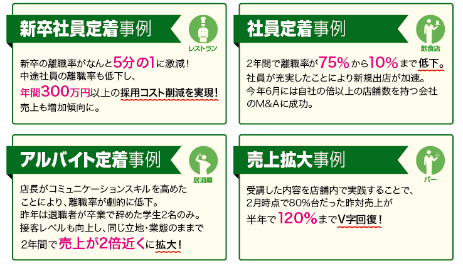 新卒社員定着事例
レストラン
新卒の離職率がなんと5分の1に激減!
中途社員の離職率も低下し、
年間300万円以上の採用コスト削減を実現!
売上も増加傾向に。
社員定着事例
飲食店
2年間で離職率が75%から10%まで低下。
社員が充実したことにより新規出店が加速。
今年6月には自社の倍以上の店舗数を持つ会社
のM&Aに成功。
アルバイト定着事例
居酒屋
店長がコミュニケーションスキルを高めた
ことにより、離職率が劇的に低下。
昨年は退職者が卒業で辞めた学生2名のみ。
接客レベルも向上し、同じ立地・業態のままで
2年間で売上が2倍近くに拡大!
売上拡大事例
バー
受講した内容を店舗内で実践することで、
2月時点で80%台だった昨対売上が
半年で120%までV字回復!